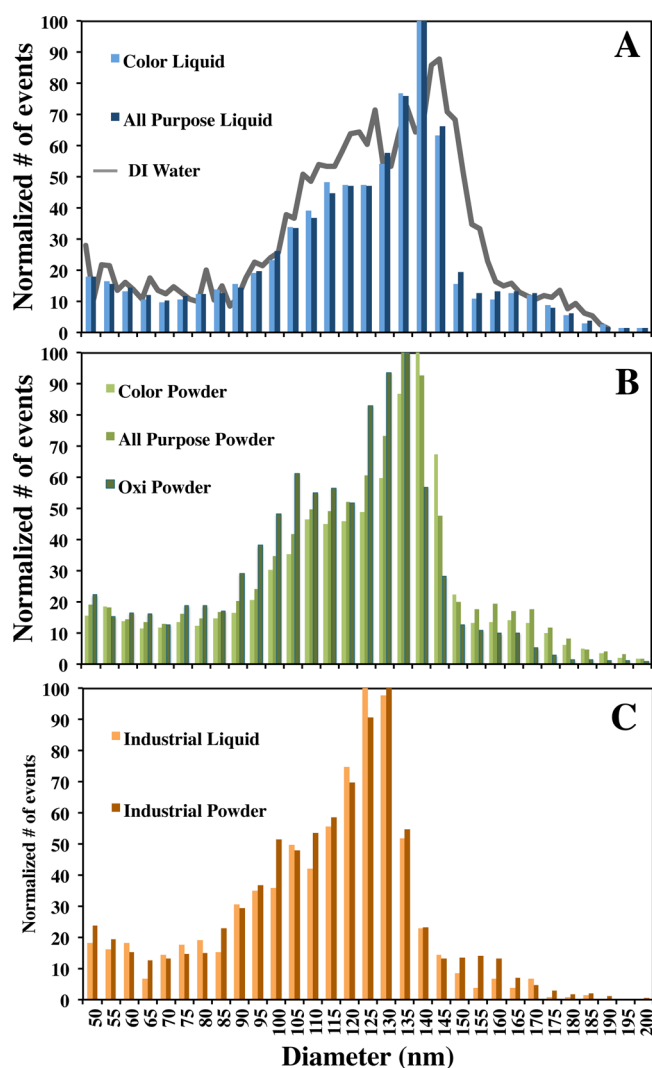 A
100
90
80
70
60
50
40
30
20
10
0
Normalized # of events
Color Liquid
All Purpose Liquid
DI Water
B
100
90
80
70
60
50
40
30
20
10
0
Normalized # of events
Color Powder
All Purpose Powder
Oxi Powder
C
100
90
80
70
60
50
40
30
20
10
0
Normalized # of events
Industrial Liquid
Industrial Powder
50 55 60 65 70 75 80 85 90 95 100 105 110 115 120 125 130 135 140 145 150 155 160 165 170 175 180 185 190 195 200
Diameter (nm)